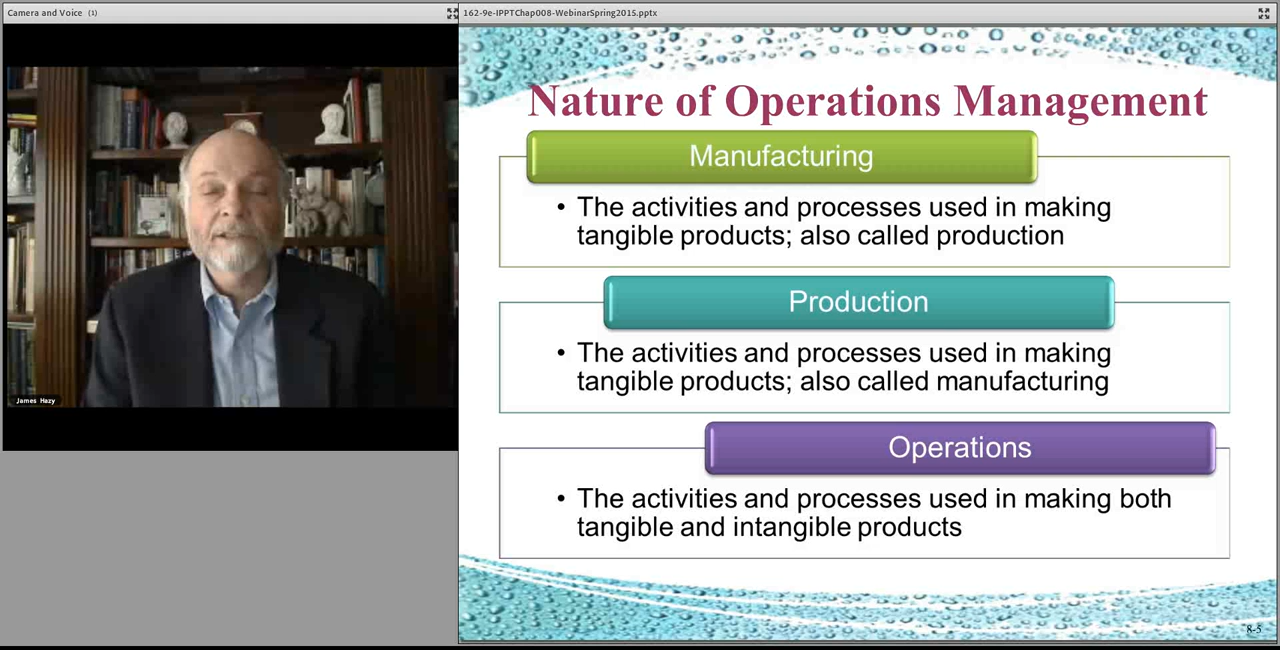 Camera and Voice (1)
162-9e-IPPTChap008-WebinarSpring2015.pptx
James Hazy
Nature of Operations Management
Manufacturing
• The activities and processes used in making
tangible products; also called production
Production
• The activities and processes used in making
tangible products; also called manufacturing
Operations
• The activities and processes used in making both
tangible and intangible products
8-5